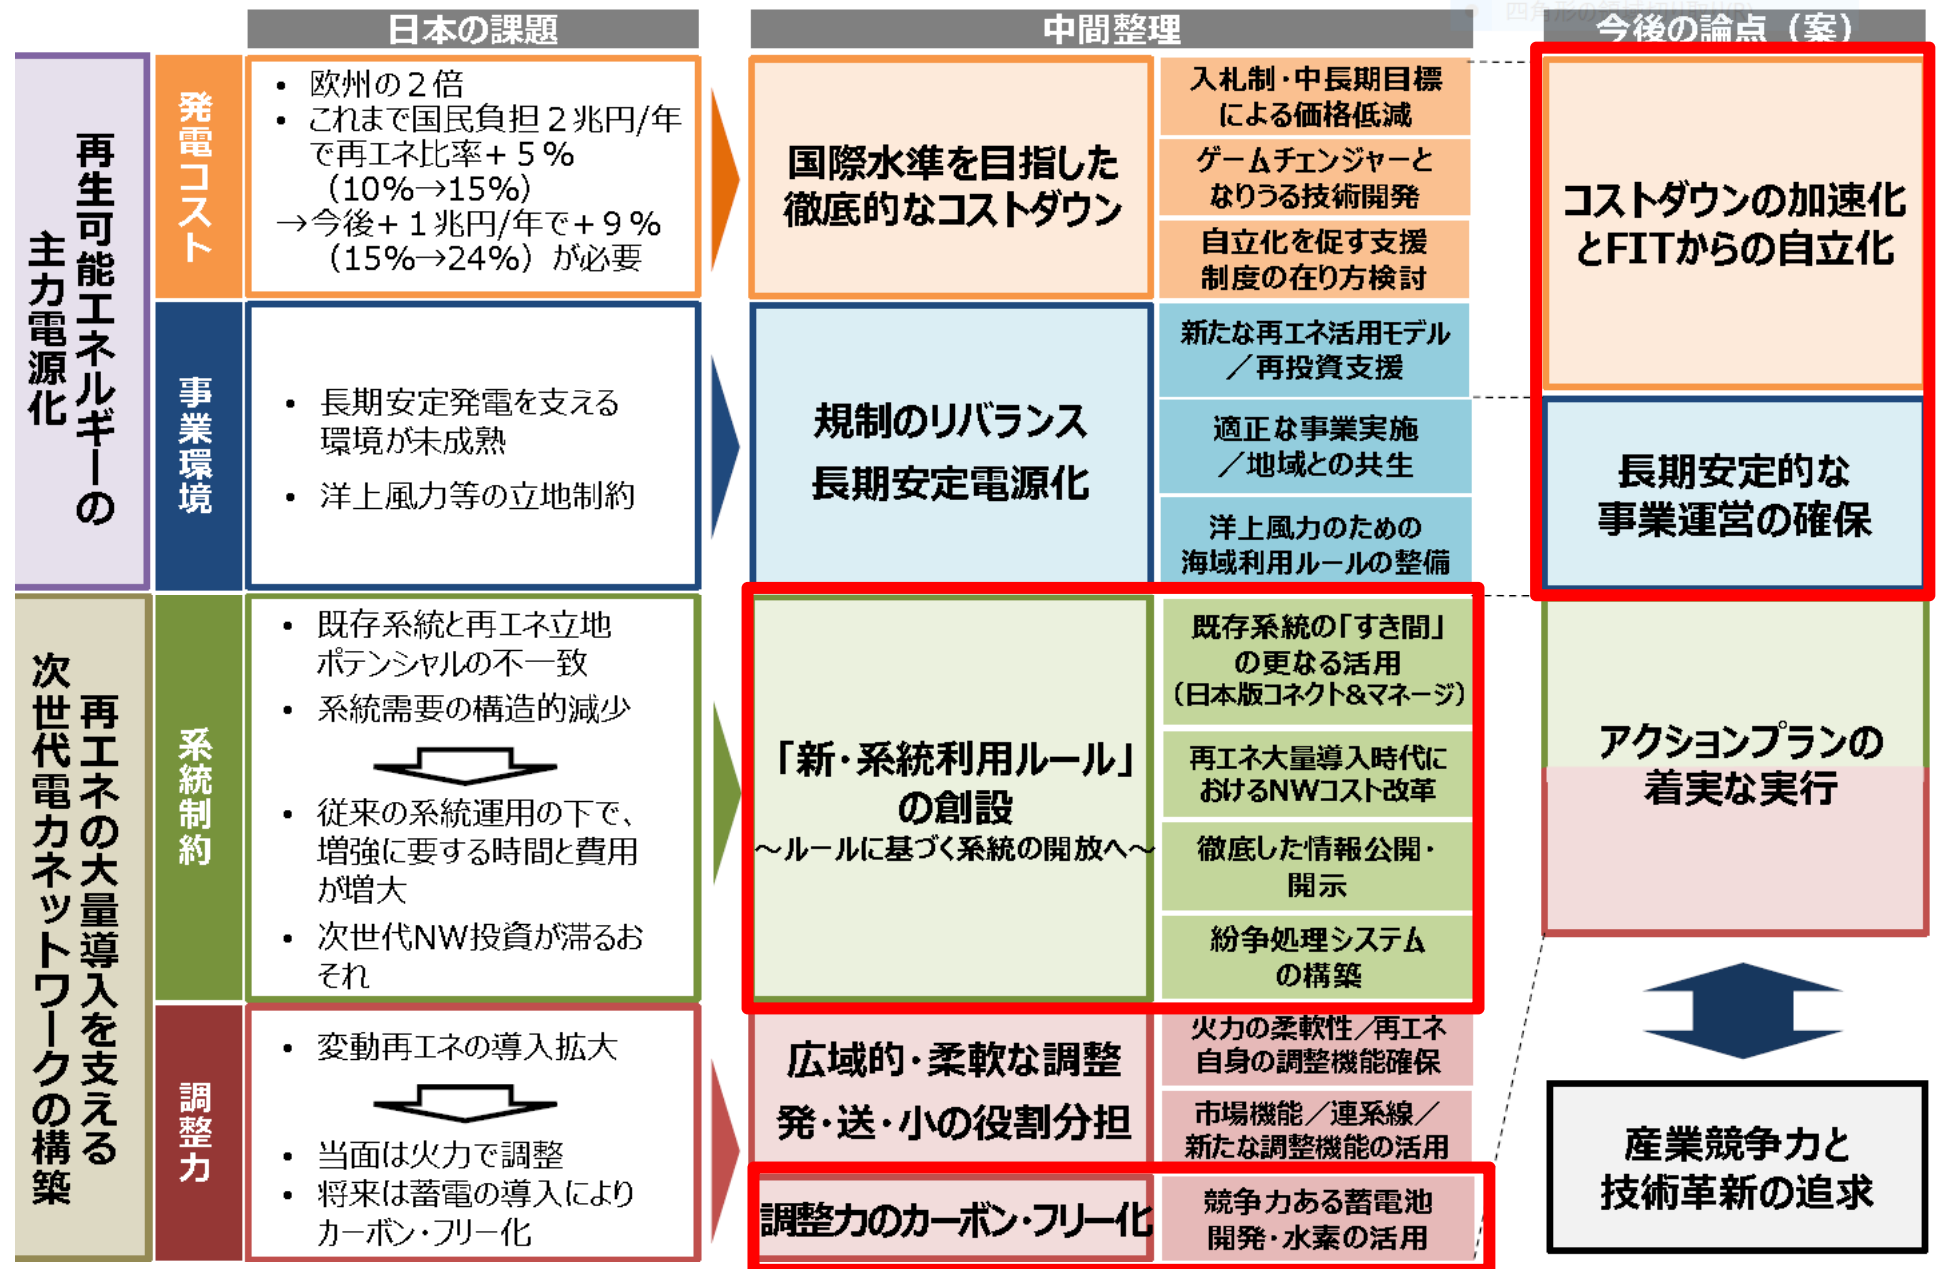 日本の課題
中間整理
四角形の領域切り取り(R)
今後の論点（案）
再生可能エネルギーの
主力電源化
発電コスト
• 欧州の２倍
• これまで国民負担２兆円/年
で再エネ比率+５%
（10%→15%）
→今後+１兆円/年で+９%
（15%→24%）が必要
国際水準を目指した
徹底的なコストダウン
入札制・中長期目標
による価格低減
ゲームチェンジャーと
なりうる技術開発
自立化を促す支援
制度の在り方検討
コストダウンの加速化
とFITからの自立化
事業環境
• 長期安定発電を支える
環境が未成熟
• 洋上風力等の立地制約
規制のリバランス
長期安定電源化
新たな再エネ活用モデル
／再投資支援
適正な事業実施
／地域との共生
洋上風力のための
海域利用ルールの整備
長期安定的な
事業運営の確保
再エネの大量導入を支える
次世代電力ネットワークの構築
系統制約
• 既存系統と再エネ立地
ポテンシャルの不一致
• 系統需要の構造的減少
• 従来の系統運用の下で、
増強に要する時間と費用
が増大
• 次世代NW投資が滞るお
それ
「新・系統利用ルール」
の創設
～ルールに基づく系統の開放へ～
既存系統の「すき間」
の更なる活用
（日本版コネクト&マネージ）
再エネ大量導入時代に
おけるNWコスト改革
徹底した情報公開・
開示
紛争処理システム
の構築
アクションプランの
着実な実行
調整力
• 変動再エネの導入拡大
• 当面は火力で調整
• 将来は蓄電の導入により
カーボン・フリー化
広域的・柔軟な調整
発・送・小の役割分担
調整力のカーボン・フリー化
火力の柔軟性／再エネ
自身の調整機能確保
市場機能／連系線／
新たな調整機能の活用
競争力ある蓄電池
開発・水素の活用
産業競争力と
技術革新の追求